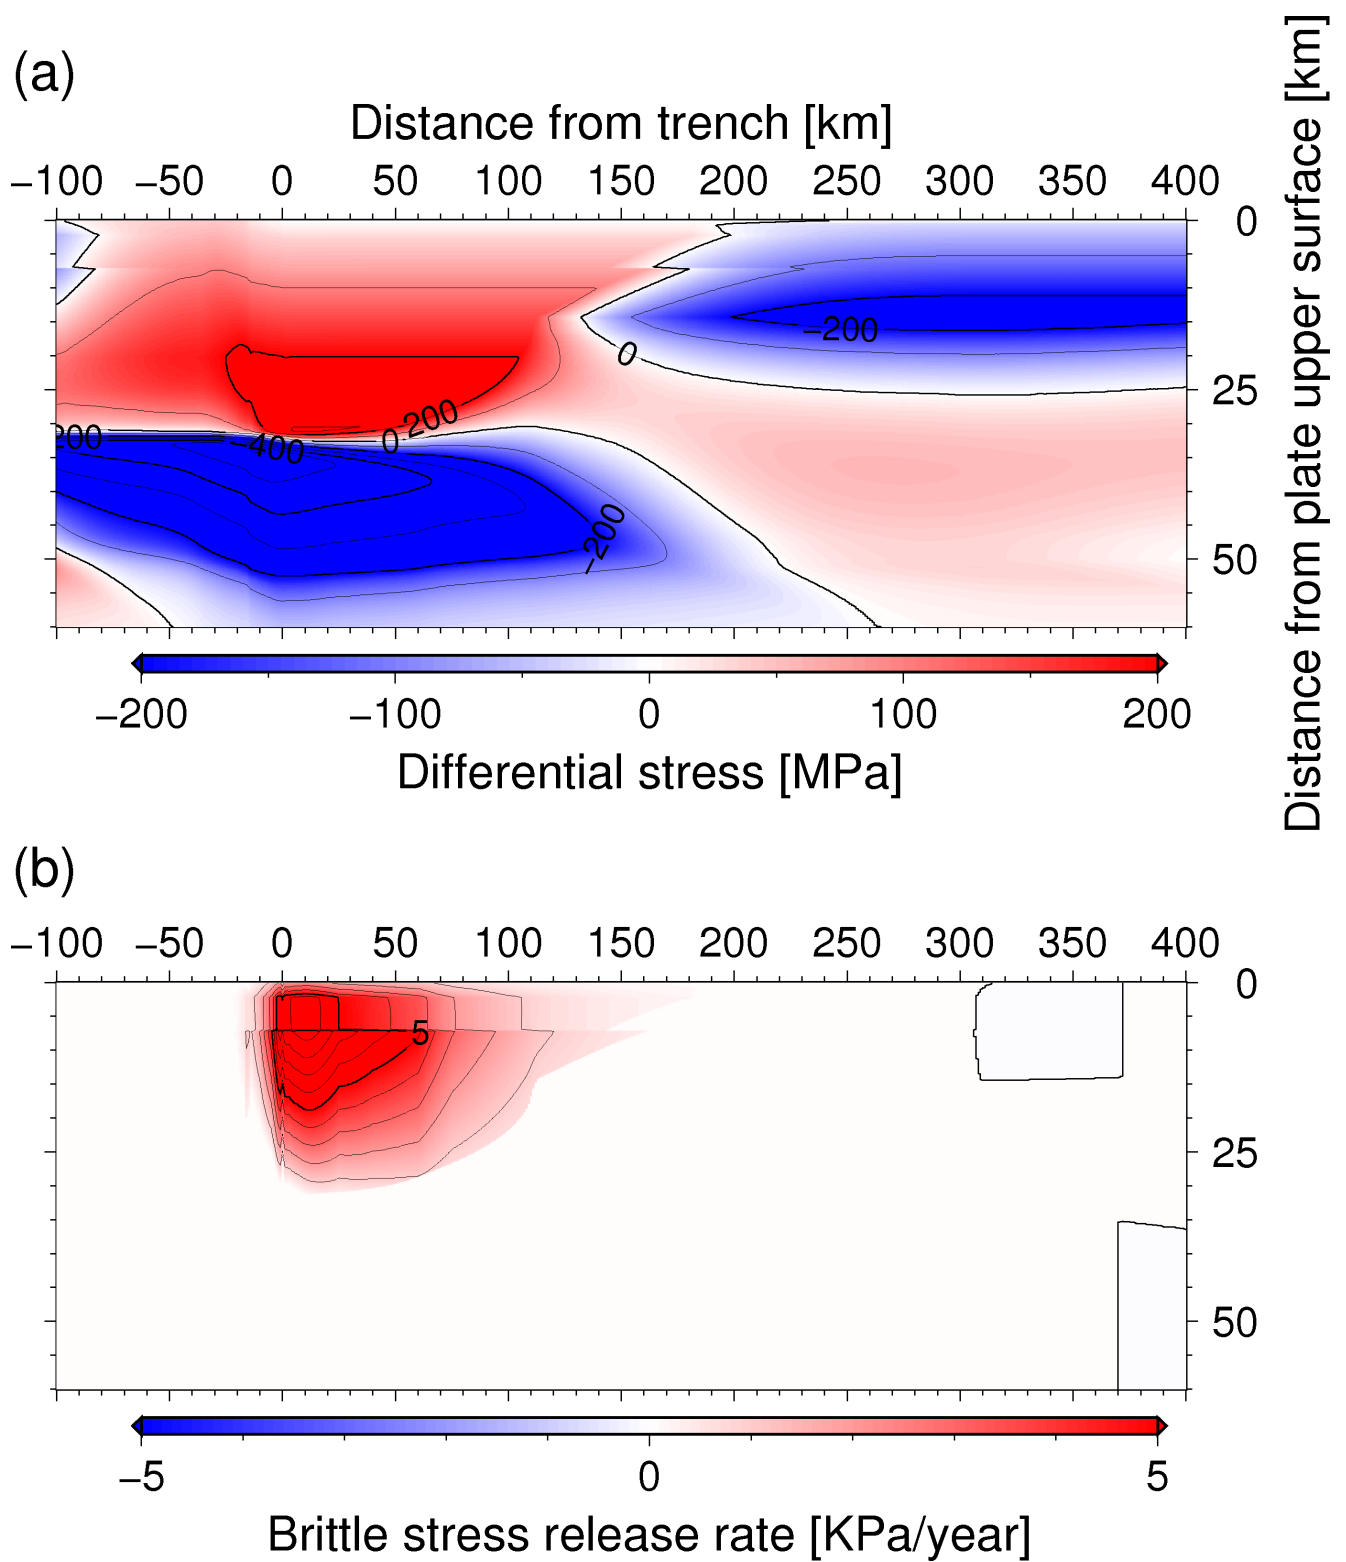 (a)
Distance from trench [km]
−100 −50 0 50 100 150 200 250 300 350 400
0
25
50
Distance from plate upper surface [km]
−200
0
200
0
200
−400
−200
−200 −100 0 100 200
Differential stress [MPa]
(b)
−100 −50 0 50 100 150 200 250 300 350 400
0
25
50
5
−5 0 5
Brittle stress release rate [KPa/year]